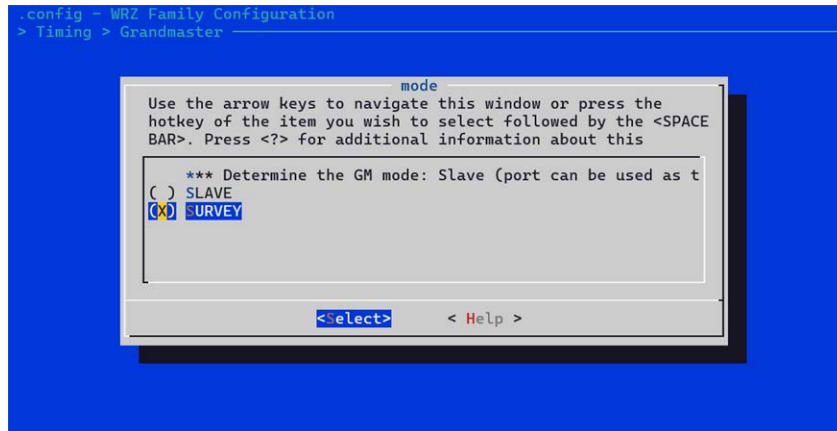 .config - WRZ Family Configuration
> Timing > Grandmaster
mode
Use the arrow keys to navigate this window or press the
hotkey of the item you wish to select followed by the <SPACE
BAR>. Press <?> for additional information about this
*** Determine the GM mode: Slave (port can be used as t
( ) SLAVE
(X) SURVEY
<Select> < Help >